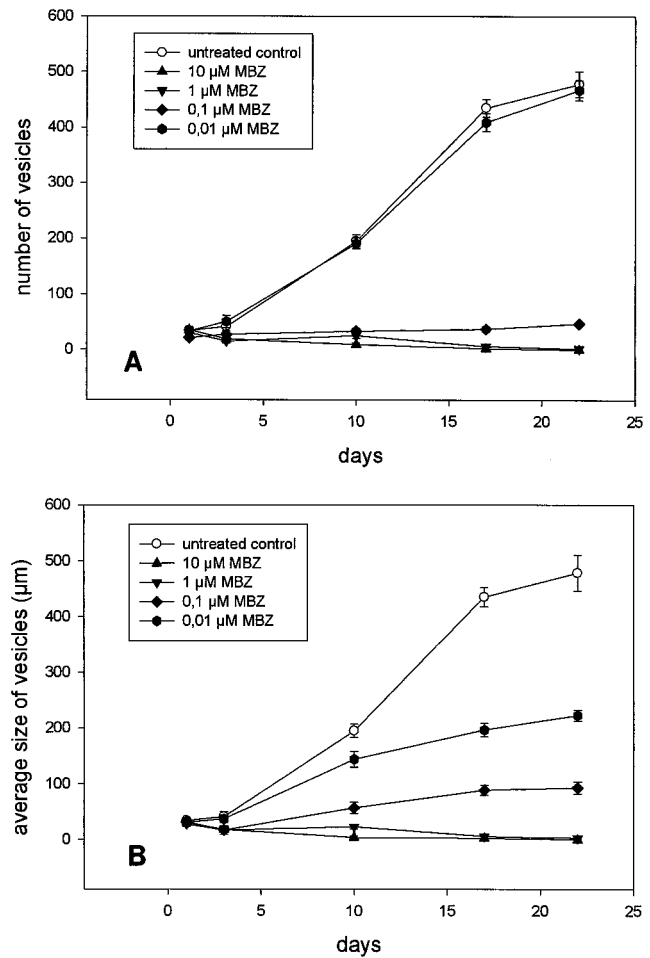 600
500
400
300
200
100
0
number of vesicles
untreated control
10 µM MBZ
1 µM MBZ
0,1 µM MBZ
0,01 µM MBZ
A
0 5 10 15 20 25
days
600
500
400
300
200
100
0
average size of vesicles (µm)
untreated control
10 µM MBZ
1 µM MBZ
0,1 µM MBZ
0,01 µM MBZ
B
0 5 10 15 20 25
days